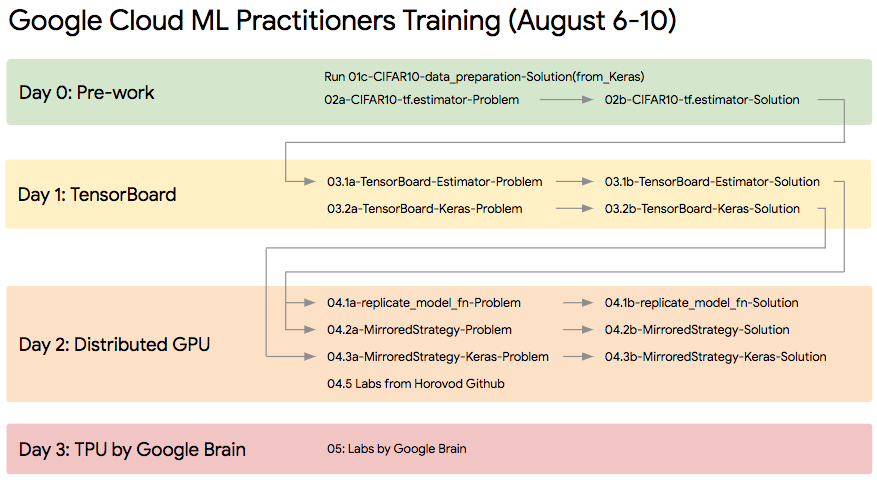 Google Cloud ML Practitioners Training (August 6-10)
Day 0: Pre-work
Run 01c-CIFAR10-data_preparation-Solution(from_Keras)
02a-CIFAR10-tf.estimator-Problem
02b-CIFAR10-tf.estimator-Solution
Day 1: TensorBoard
03.1a-TensorBoard-Estimator-Problem
03.1b-TensorBoard-Estimator-Solution
03.2a-TensorBoard-Keras-Problem
03.2b-TensorBoard-Keras-Solution
Day 2: Distributed GPU
04.1a-replicate_model_fn-Problem
04.1b-replicate_model_fn-Solution
04.2a-MirroredStrategy-Problem
04.2b-MirroredStrategy-Solution
04.3a-MirroredStrategy-Keras-Problem
04.3b-MirroredStrategy-Keras-Solution
04.5 Labs from Horovod Github
Day 3: TPU by Google Brain
05: Labs by Google Brain